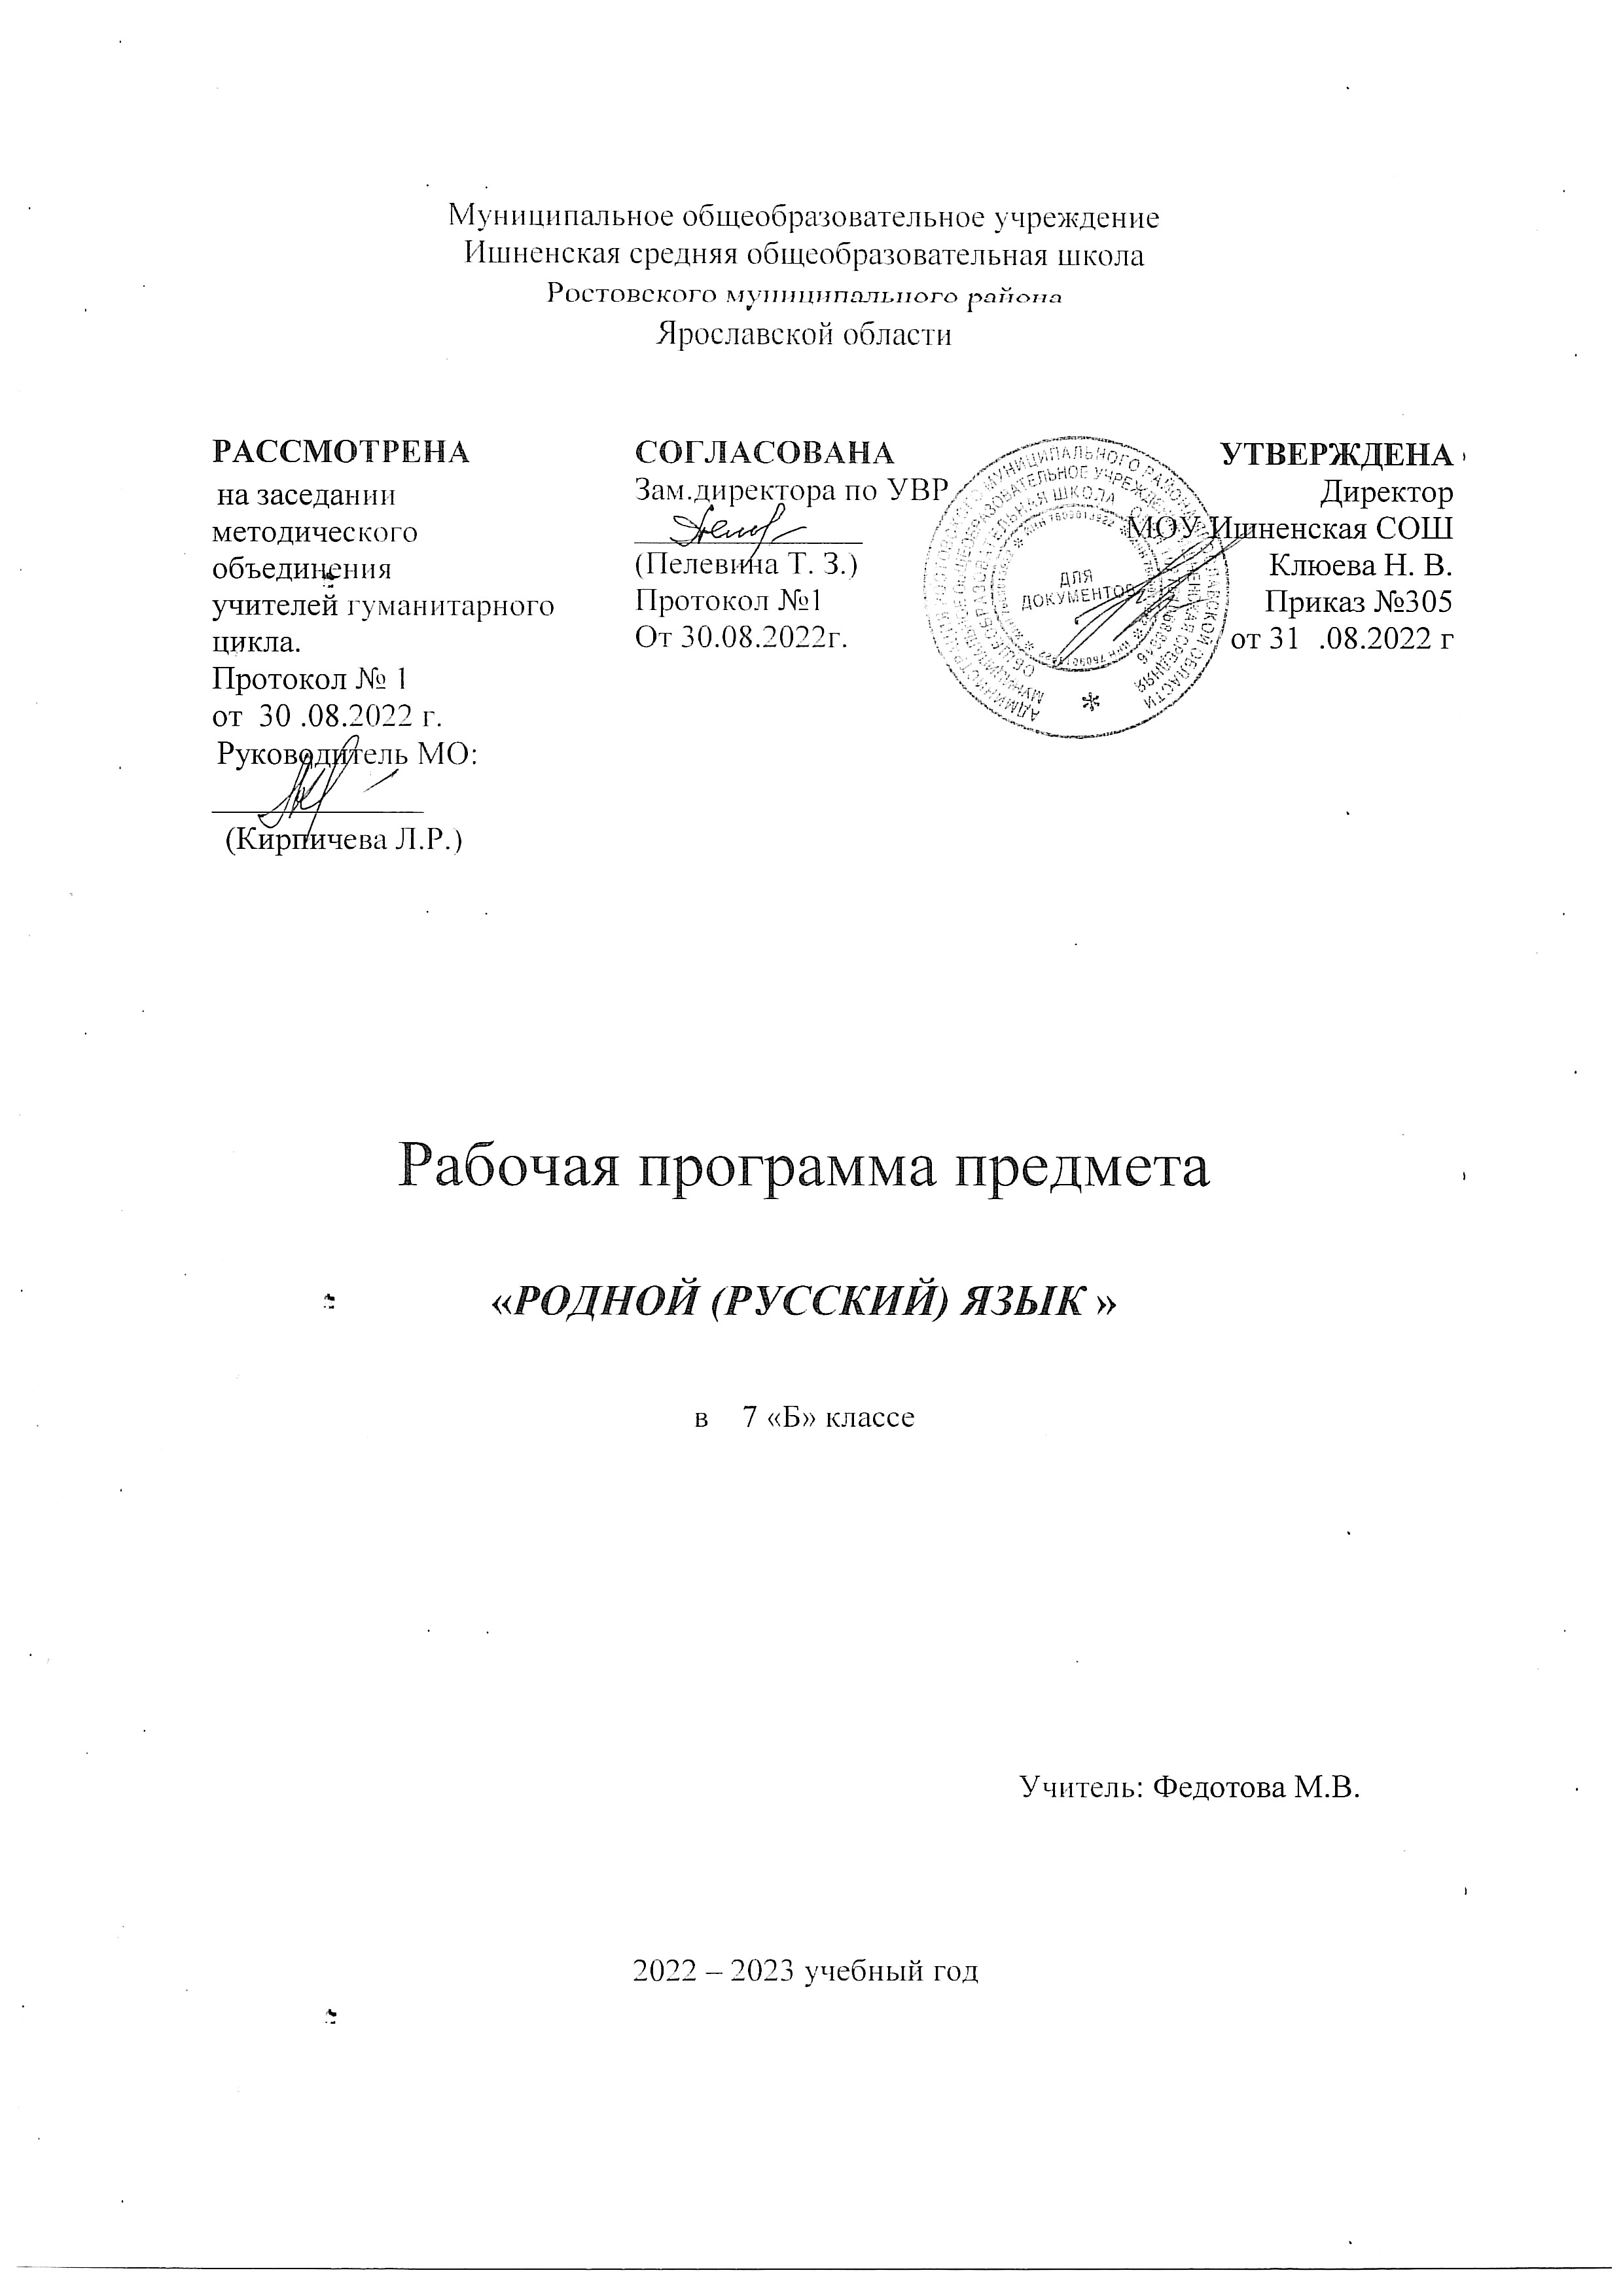 Муниципальное общеобразовательное учреждение
Ишненская средняя общеобразовательная школа
Ростовского муниципального района
Ярославской области
РАССМОТРЕНА
на заседании
методического
объединения
учителей гуманитарного
цикла.
Протокол № 1
от 30 .08.2022 г.
Руководитель МО:
(Кирпичева Л.Р.)
СОГЛАСОВАНА
Зам.директора по УВР
(Пелевина Т. З.)
Протокол №1
От 30.08.2022г.
ДЛЯ
ДОКУМЕНТОВ
УТВЕРЖДЕНА
Директор
МОУ Ишненская СОШ
Клюева Н. В.
Приказ №305
от 31 .08.2022 г
Рабочая программа предмета
«РОДНОЙ (РУССКИЙ) ЯЗЫК »
в 7 «Б» классе
Учитель: Федотова М.В.
2022 – 2023 учебный год